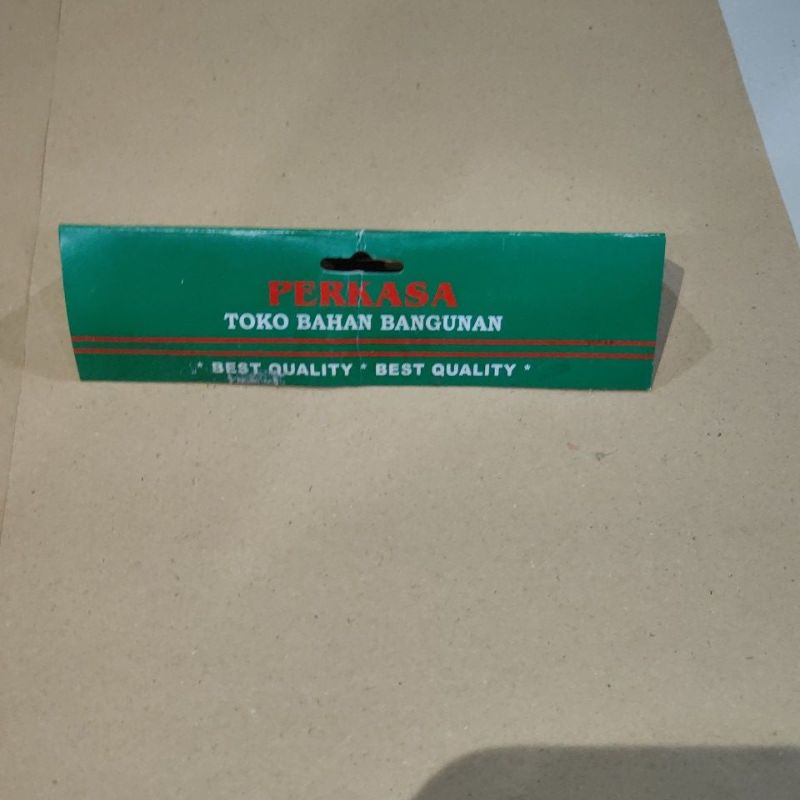 PERKASA
TOKO BAHAN BANGUNAN
* BEST QUALITY * BEST QUALITY *